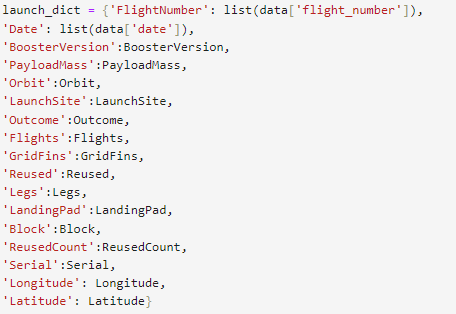 launch_dict = {'FlightNumber': list(data['flight_number']),
'Date': list(data['date']),
'BoosterVersion':BoosterVersion,
'PayloadMass':PayloadMass,
'Orbit':Orbit,
'LaunchSite':LaunchSite,
'Outcome':Outcome,
'Flights':Flights,
'GridFins':GridFins,
'Reused':Reused,
'Legs':Legs,
'LandingPad':LandingPad,
'Block':Block,
'ReusedCount':ReusedCount,
'Serial':Serial,
'Longitude': Longitude,
'Latitude': Latitude}